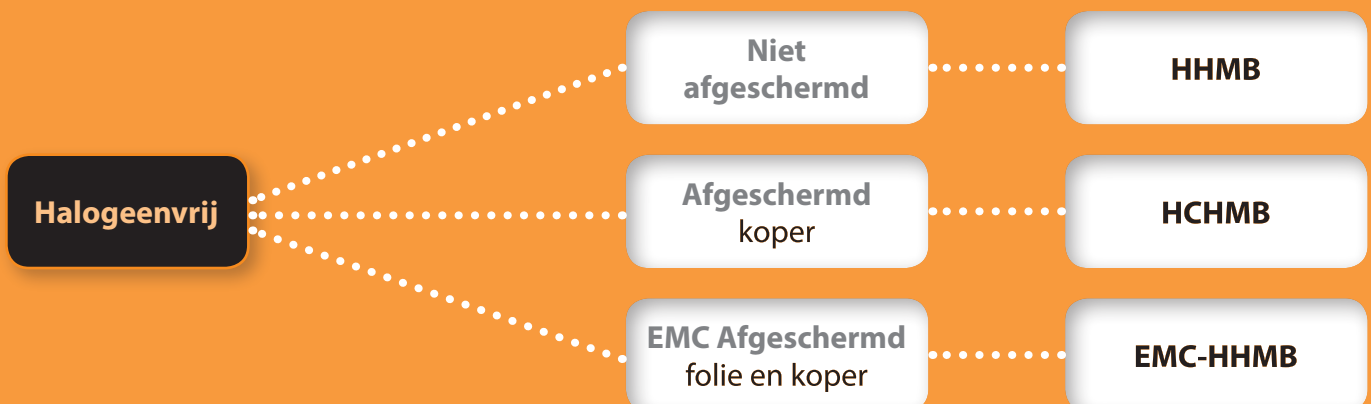 Halogeenvrij
Niet
afgeschermd
HHMB
Afgeschermd
koper
HCHMB
EMC Afgeschermd
folie en koper
EMC-HHMB